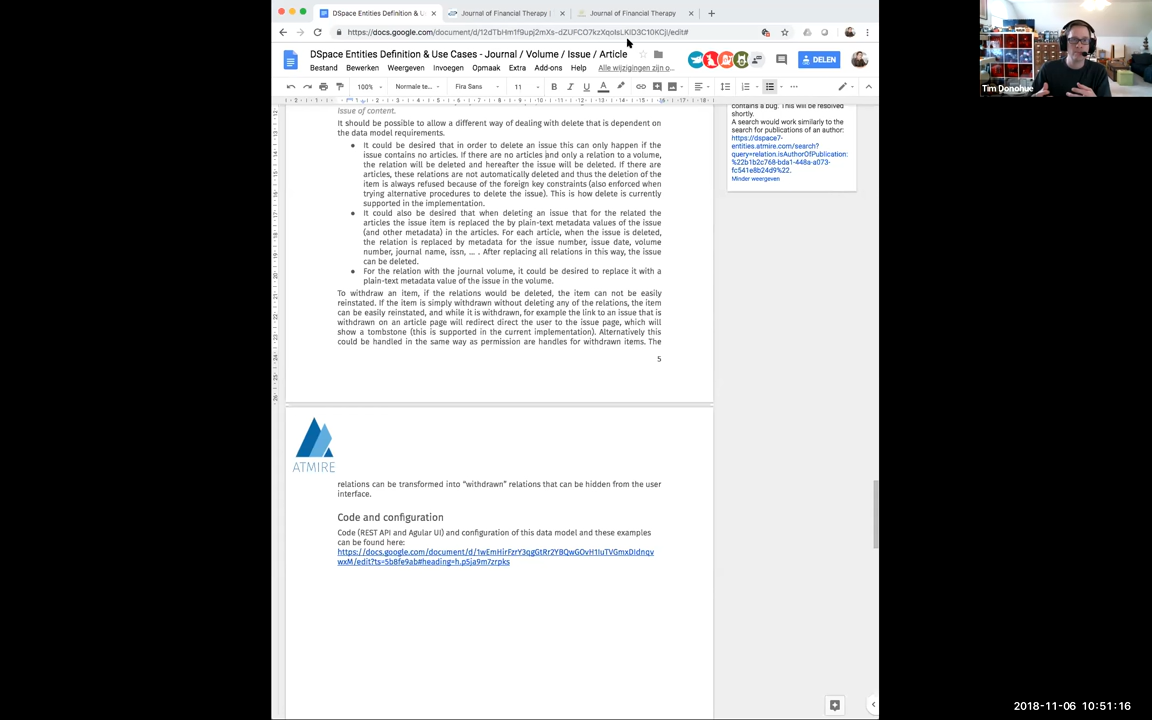 DSpace Entities Definition & U
Journal of Financial Therapy |
Journal of Financial Therapy
DSpace Entities Definition & Use Cases - Journal / Volume / Issue / Article
DELEN
Bestand Bewerken Weergeven Invoegen Opmaak Extra Add-ons Help Alle wijzigingen zijn o...
100% Normale te... Fira Sans 11
Issue of content.
It should be possible to allow a different way of dealing with delete that is dependent on
the data model requirements.
It could be desired that in order to delete an issue this can only happen if the
issue contains no articles. If there are no articles and only a relation to a volume,
the relation will be deleted and hereafter the issue will be deleted. If there are
articles, these relations are not automatically deleted and thus the deletion of the
item is always refused because of the foreign key constraints (also enforced when
trying alternative procedures to delete the issue). This is how delete is currently
supported in the implementation.
It could also be desired that when deleting an issue that for the related the
articles the issue item is replaced the by plain-text metadata values of the issue
(and other metadata) in the articles. For each article, when the issue is deleted,
the relation is replaced by metadata for the issue number, issue date, volume
number, journal name, issn, ... . After replacing all relations in this way, the issue
can be deleted.
For the relation with the journal volume, it could be desired to replace it with a
plain-text metadata value of the issue in the volume.
To withdraw an item, if the relations would be deleted, the item can not be easily
reinstated. If the item is simply withdrawn without deleting any of the relations, the item
can be easily reinstated, and while it is withdrawn, for example the link to an issue that is
withdrawn on an article page will redirect direct the user to the issue page, which will
show a tombstone (this is supported in the current implementation). Alternatively this
could be handled in the same way as permission are handles for withdrawn items. The
5
ATMIRE
relations can be transformed into "withdrawn" relations that can be hidden from the user
interface.
Code and configuration
Code (REST API and Agular UI) and configuration of this data model and these examples
can be found here:
contains a bug. This will be resolved
shortly.
A search would work similarly to the
search for publications of an author:
https://dspace7-
entities.atmire.com/search?
query=relation.isAuthorOfPublication:
%22b1b2c768-bda1-448a-a073-
fc541e8b24d9%22.
Minder weergeven
Tim Donohue
2018-11-06 10:51:16